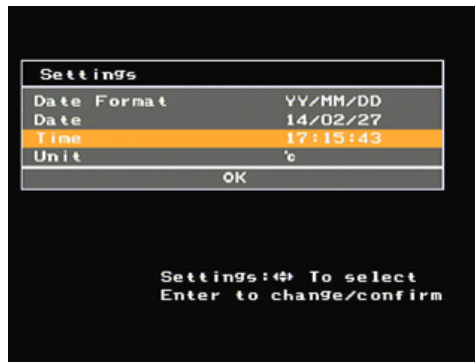 Settings
Date Format YY/MM/DD
Date 14/02/27
Time 17:15:43
Unit °c
OK
Settings: To select
Enter to change/confirm